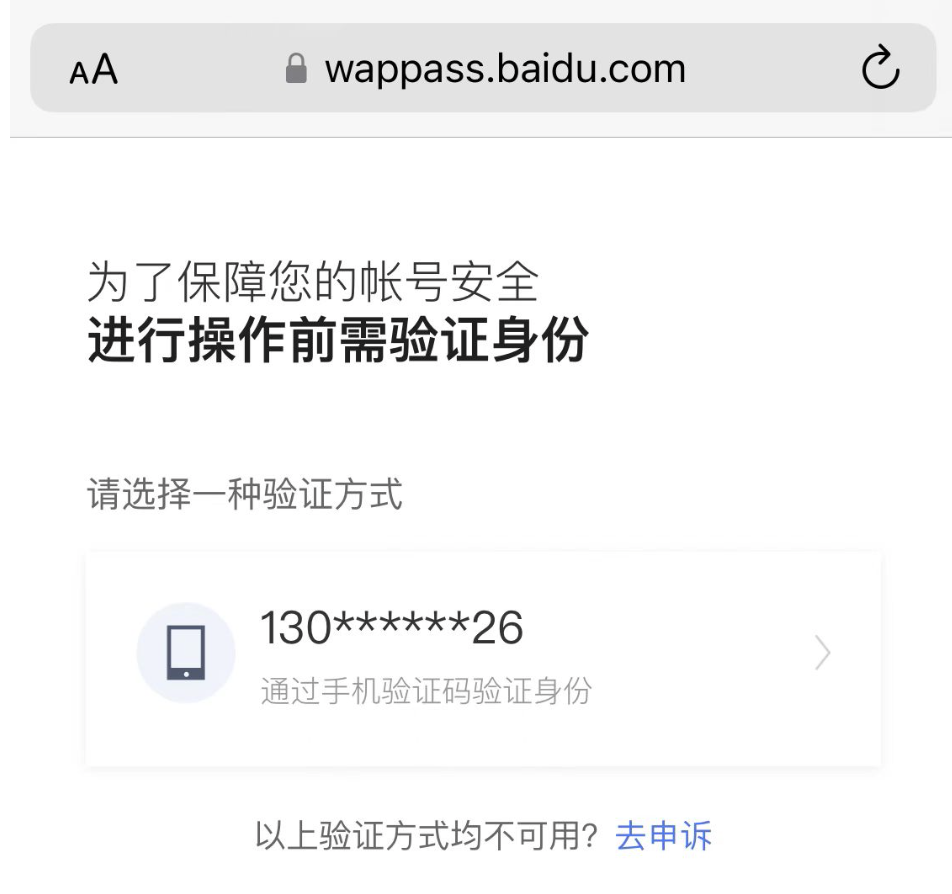 AA wappass.baidu.com
为了保障您的帐号安全
进行操作前需验证身份
请选择一种验证方式
130******26
通过手机验证码验证身份
以上验证方式均不可用？去申诉